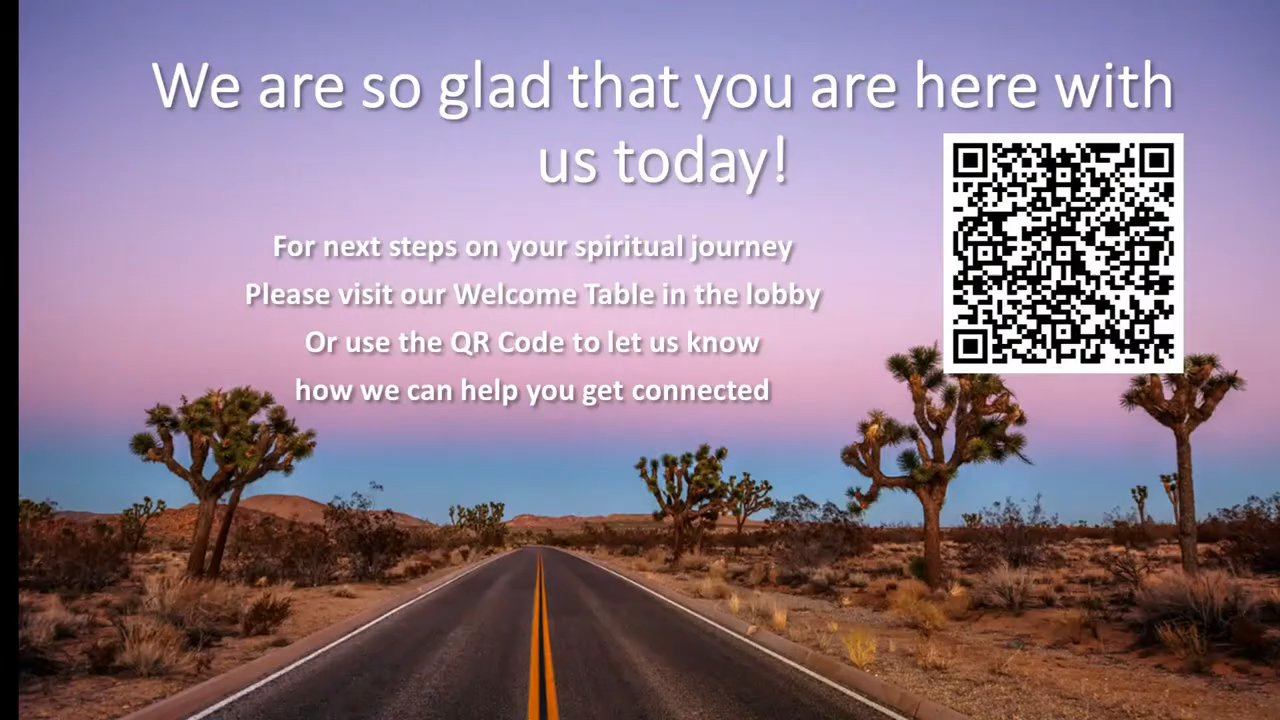 We are so glad that you are here with
us today!
For next steps on your spiritual journey
Please visit our Welcome Table in the lobby
Or use the QR Code to let us know
how we can help you get connected